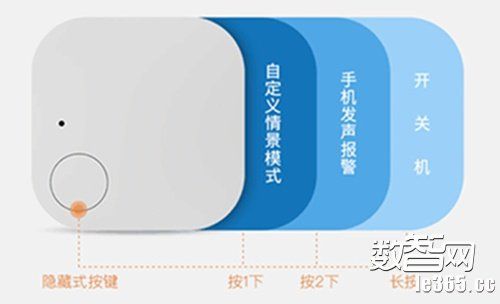 自定义情景模式
手机发声报警
开关机
隐藏式按键
按1下
按2下
长按
数智网
le365.cc